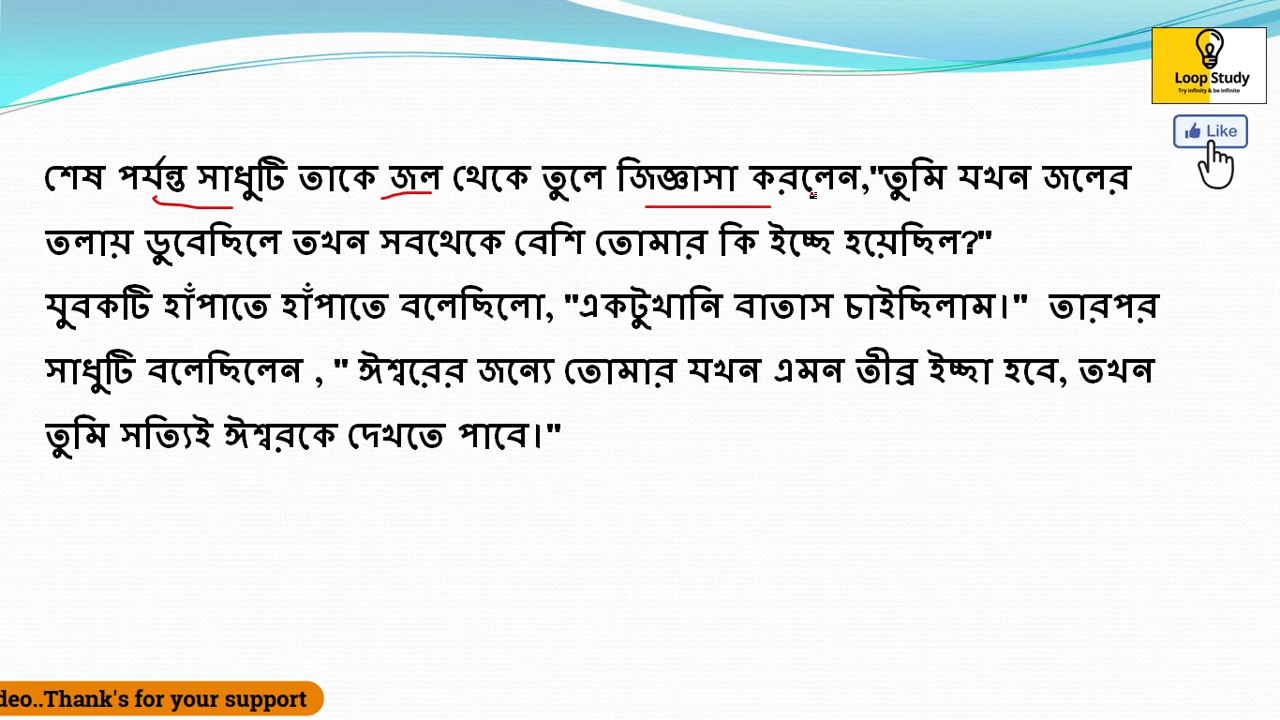 Loop Study
Try infinity & be infinite
Like
শেষ পর্যন্ত সাধুটি তাকে জল থেকে তুলে জিজ্ঞাসা করলেন,"তুমি যখন জলের
তলায় ডুবেছিলে তখন সবথেকে বেশি তোমার কি ইচ্ছে হয়েছিল?"
যুবকটি হাঁপাতে হাঁপাতে বলেছিলো, "একটুখানি বাতাস চাইছিলাম।" তারপর
সাধুটি বলেছিলেন , " ঈশ্বরের জন্যে তোমার যখন এমন তীব্র ইচ্ছা হবে, তখন
তুমি সত্যিই ঈশ্বরকে দেখতে পাবে।"
deo..Thank's for your support